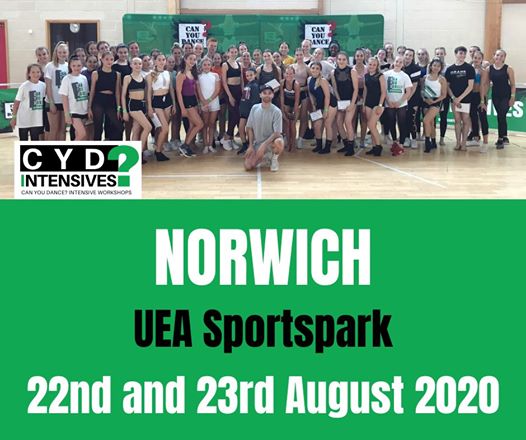 CAN YOU DANCE?
CAN YOU DANCE?
CYD?
INTENSIVES
CAN YOU DANCE? INTENSIVE WORKSHOPS
NORWICH
UEA Sportspark
22nd and 23rd August 2020